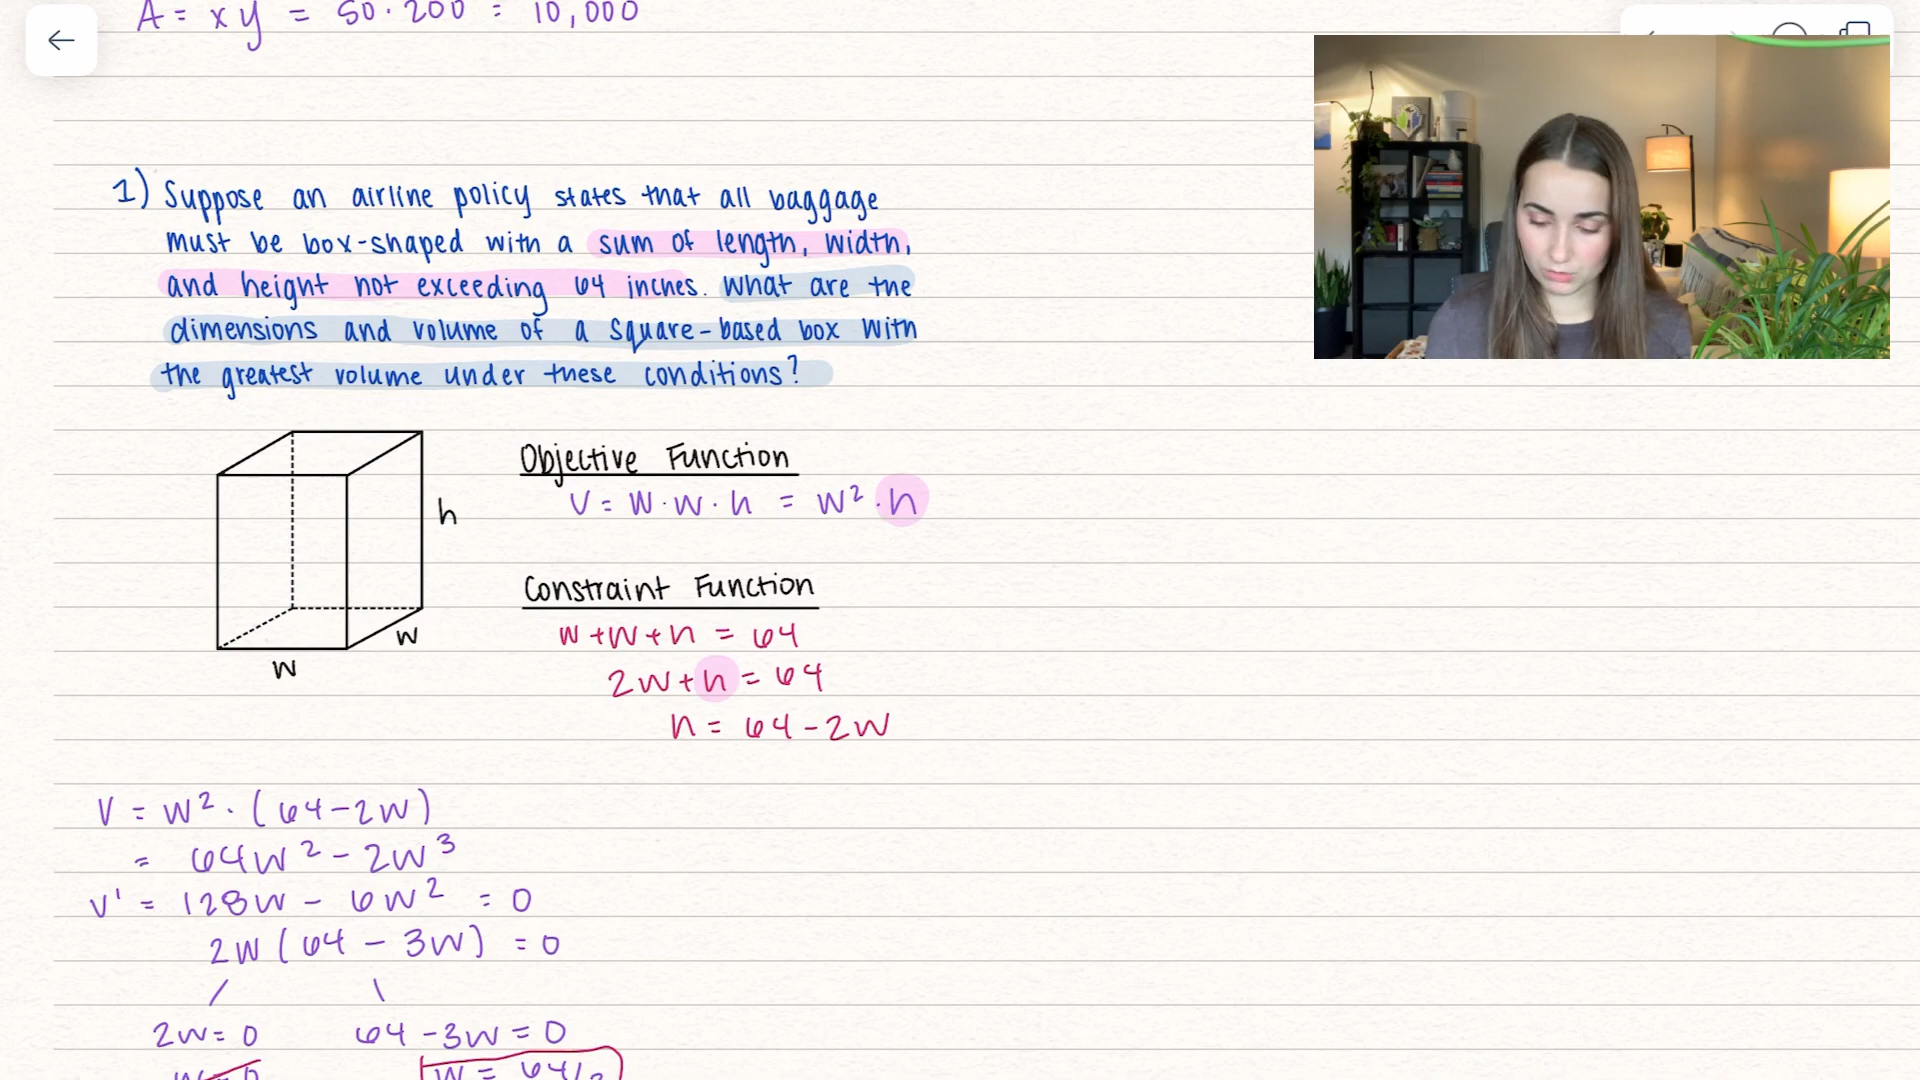 A = xy = 50·200 = 10,000
1) Suppose an airline policy states that all baggage
must be box-shaped with a sum of length, width,
and height not exceeding 64 inches. What are the
dimensions and volume of a square-based box with
the greatest volume under these conditions?
h
w
w
Objective Function
V = w·w·h = w²·h
Constraint Function
w+w+h = 64
2w+h = 64
h = 64-2w
V = w²·(64-2w)
= 64w²-2w³
V' = 128w - 6w² = 0
2w(64 - 3w) = 0
/ \
2w = 0 64 -3w = 0
w = 0 w = 64/3